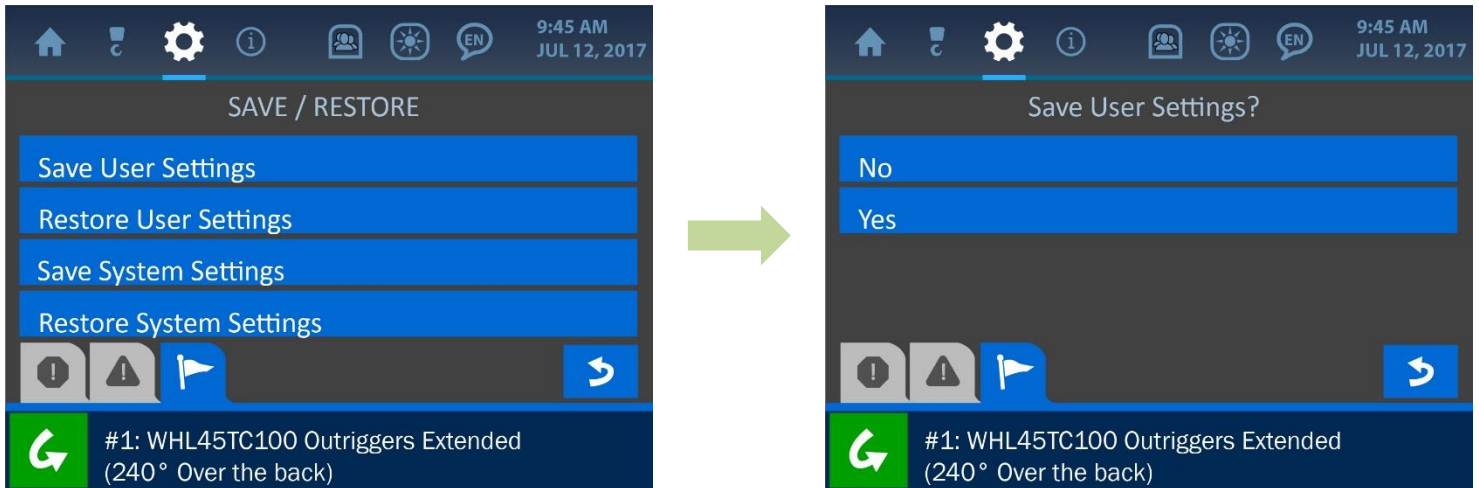 EN
9:45 AM
JUL 12, 2017
SAVE / RESTORE
Save User Settings
Restore User Settings
Save System Settings
Restore System Settings
#1: WHL45TC100 Outriggers Extended
(240° Over the back)
EN
9:45 AM
JUL 12, 2017
Save User Settings?
No
Yes
#1: WHL45TC100 Outriggers Extended
(240° Over the back)